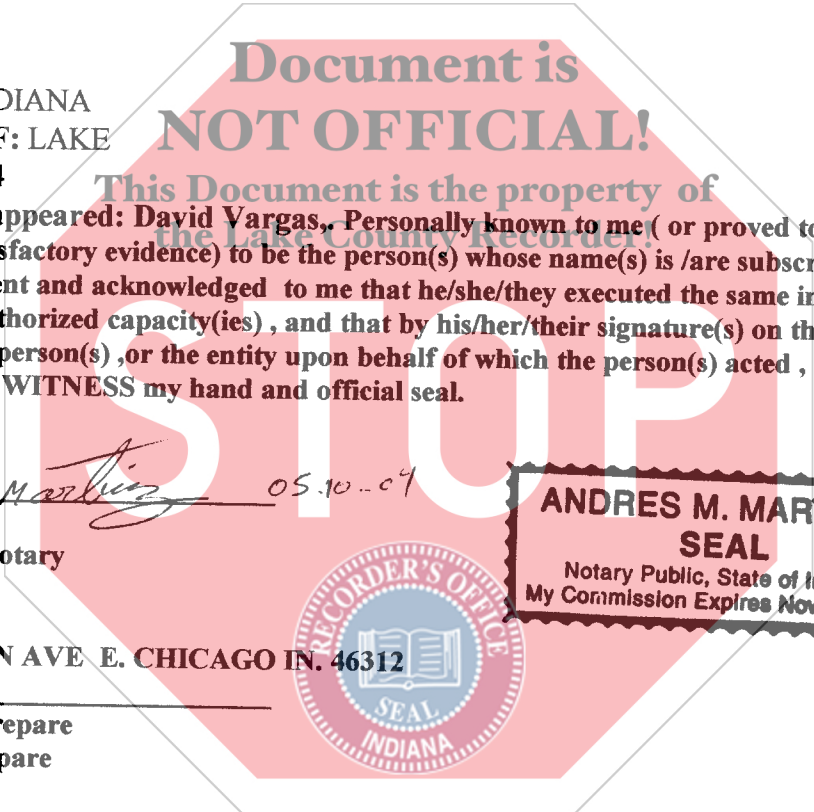 Document is
NOT OFFICIAL!
This Document is the property of
the Lake County Recorder!
STOP
DIANA
F: LAKE
4
appeared: David Vargas,. Personally known to me( or proved to
sfactory evidence) to be the person(s) whose name(s) is /are subscr
ent and acknowledged to me that he/she/they executed the same in
thorized capacity(ies) , and that by his/her/their signature(s) on th
person(s) ,or the entity upon behalf of which the person(s) acted ,
WITNESS my hand and official seal.
05.10..04
otary
ANDRES M. MART
SEAL
Notary Public, State of In
My Commission Expires Nov
RECORDER'S OFFICE
SEAL
INDIANA
N AVE E. CHICAGO IN. 46312
repare
pare